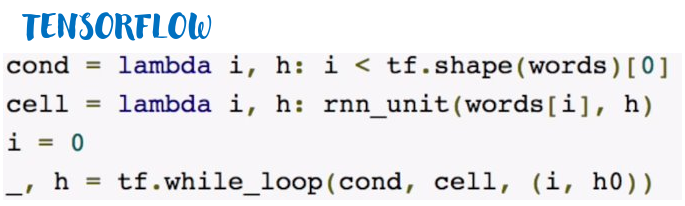 TENSORFLOW
cond = lambda i, h: i < tf.shape(words)[0]
cell = lambda i, h: rnn_unit(words[i], h)
i = 0
_, h = tf.while_loop(cond, cell, (i, h0))